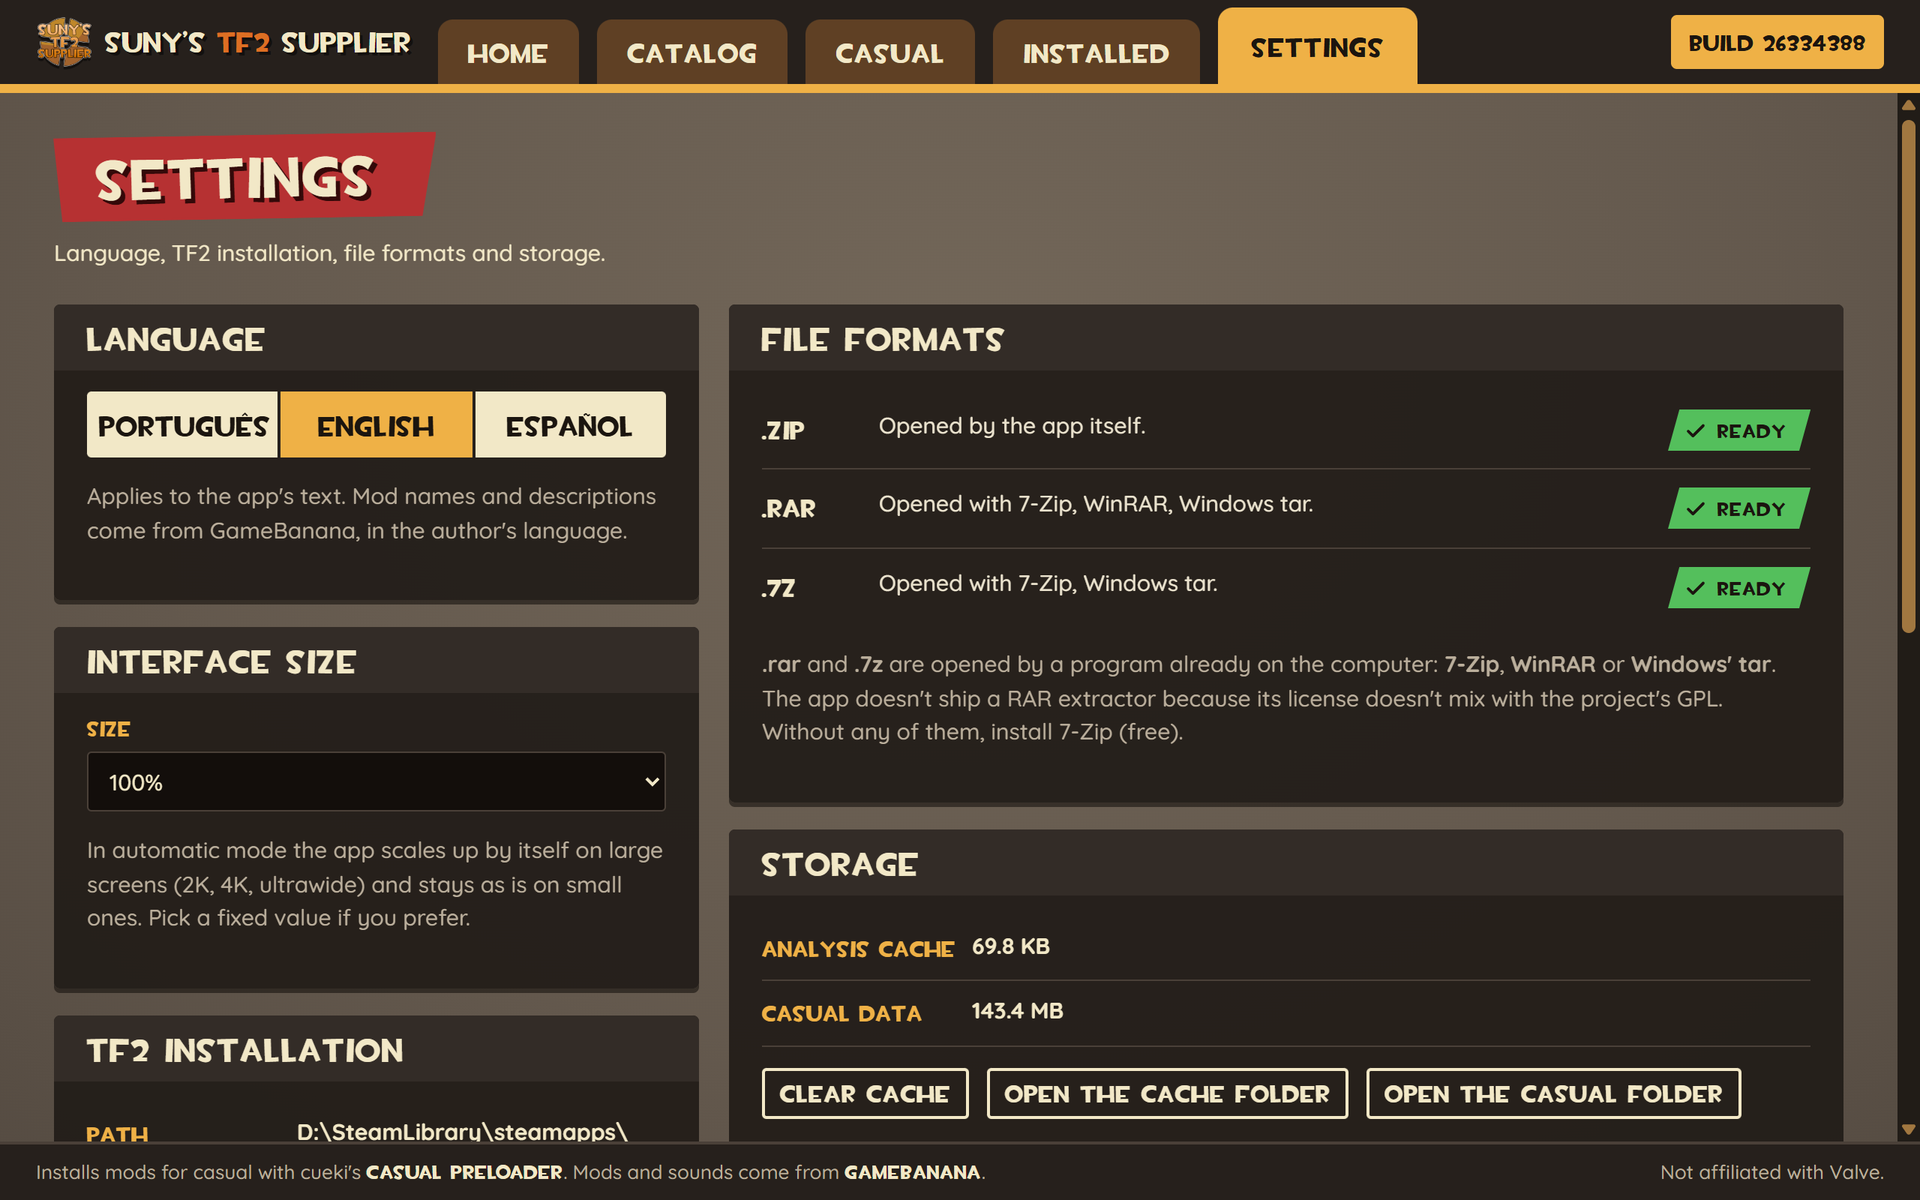 SUNY'S TF2 SUPPLIER
SUNY'S TF2 SUPPLIER
HOME
CATALOG
CASUAL
INSTALLED
SETTINGS
BUILD 26334388
SETTINGS
Language, TF2 installation, file formats and storage.
LANGUAGE
PORTUGUÊS
ENGLISH
ESPAÑOL
Applies to the app's text. Mod names and descriptions
come from GameBanana, in the author's language.
INTERFACE SIZE
SIZE
100%
In automatic mode the app scales up by itself on large
screens (2K, 4K, ultrawide) and stays as is on small
ones. Pick a fixed value if you prefer.
TF2 INSTALLATION
PATH D:\SteamLibrary\steamapps\
FILE FORMATS
.ZIP Opened by the app itself. READY
.RAR Opened with 7-Zip, WinRAR, Windows tar. READY
.7Z Opened with 7-Zip, Windows tar. READY
.rar and .7z are opened by a program already on the computer: 7-Zip, WinRAR or Windows' tar.
The app doesn't ship a RAR extractor because its license doesn't mix with the project's GPL.
Without any of them, install 7-Zip (free).
STORAGE
ANALYSIS CACHE 69.8 KB
CASUAL DATA 143.4 MB
CLEAR CACHE
OPEN THE CACHE FOLDER
OPEN THE CASUAL FOLDER
Installs mods for casual with cueki's CASUAL PRELOADER. Mods and sounds come from GAMEBANANA.
Not affiliated with Valve.